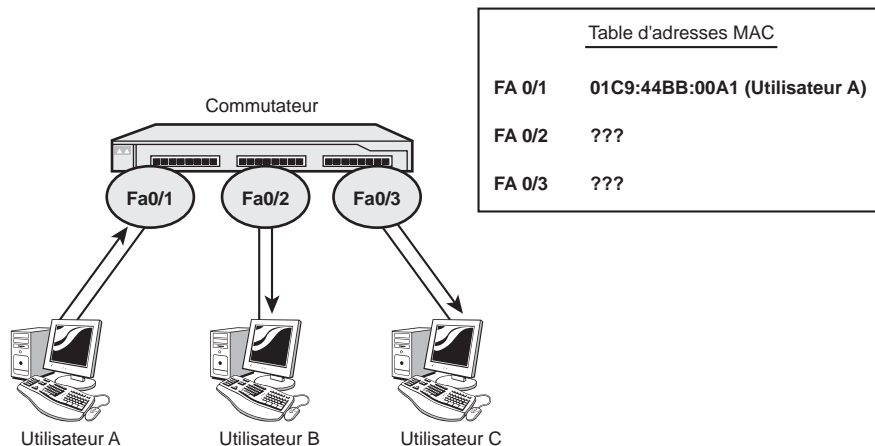 Table d'adresses MAC
FA 0/1 01C9:44BB:00A1 (Utilisateur A)
FA 0/2 ???
FA 0/3 ???
Commutateur
Fa0/1 Fa0/2 Fa0/3
Utilisateur A Utilisateur B Utilisateur C